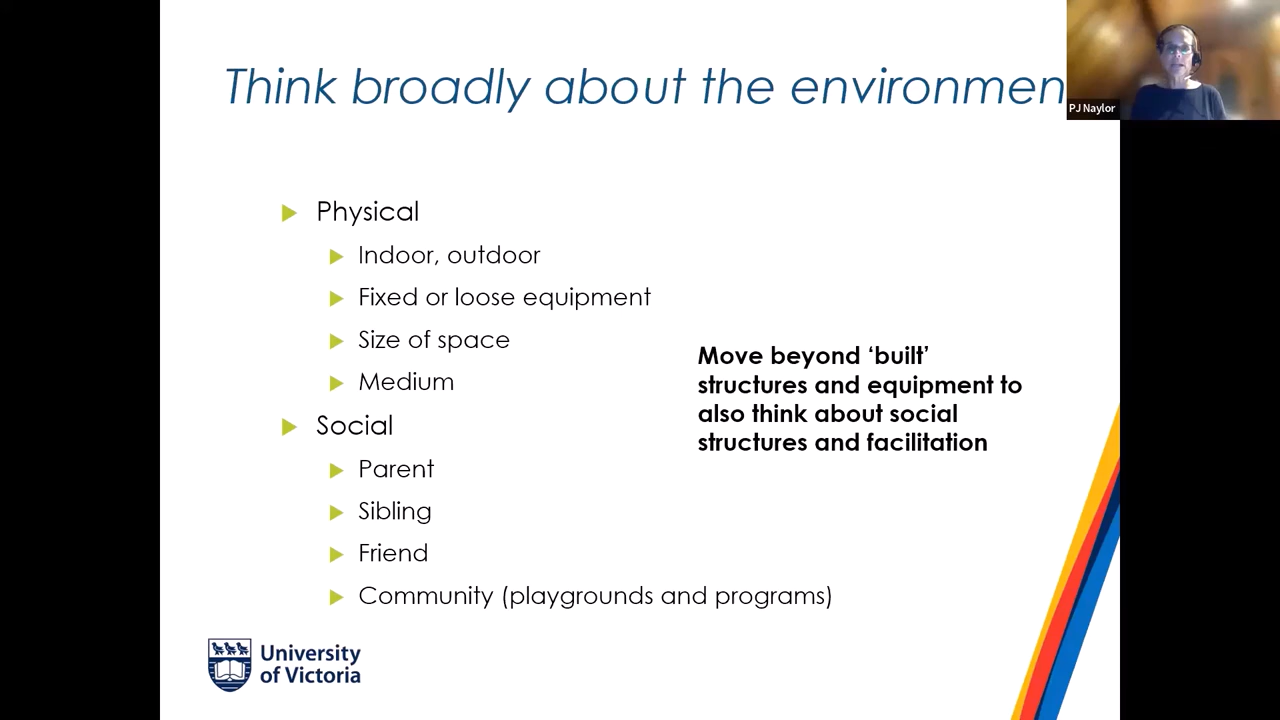 Think broadly about the environmen
PJ Naylor
Physical
Indoor, outdoor
Fixed or loose equipment
Size of space
Medium
Social
Parent
Sibling
Friend
Community (playgrounds and programs)
Move beyond ‘built’
structures and equipment to
also think about social
structures and facilitation
University
of Victoria